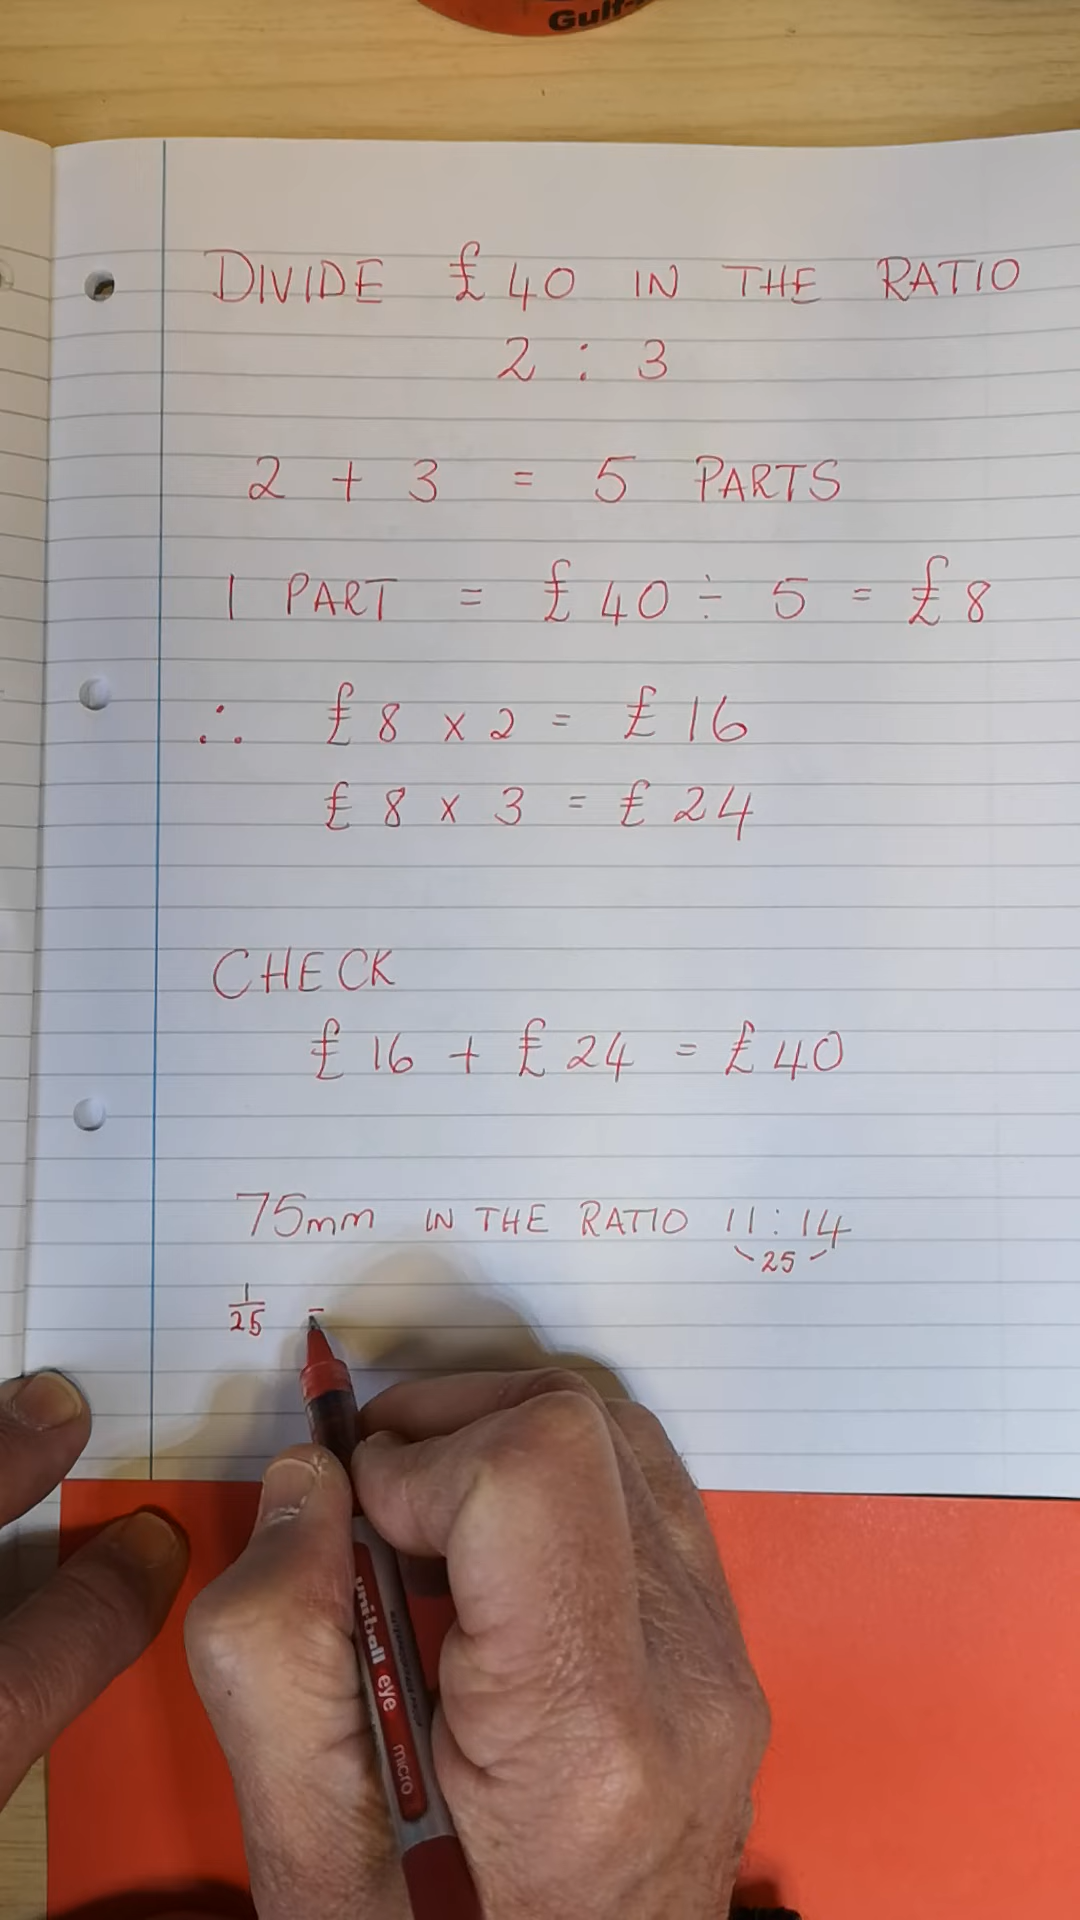 Gulf
DIVIDE £40 IN THE RATIO
2 : 3
2 + 3 = 5 PARTS
1 PART = £40 ÷ 5 = £8
∴ £8 x 2 = £16
£8 x 3 = £24
CHECK
£16 + £24 = £40
75mm IN THE RATIO 11:14
25
1/25 =
uni-ball eye micro